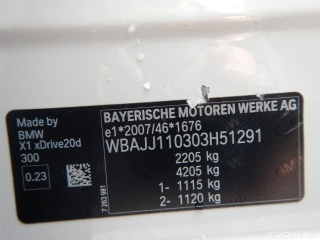 BAYERISCHE MOTOREN WERKE AG
e1*2007/46*1676
WBAJJ110303H51291
2205 kg
4205 kg
1- 1115 kg
2- 1120 kg
Made by
BMW
X1 xDrive20d
300
0.23
7 263 981